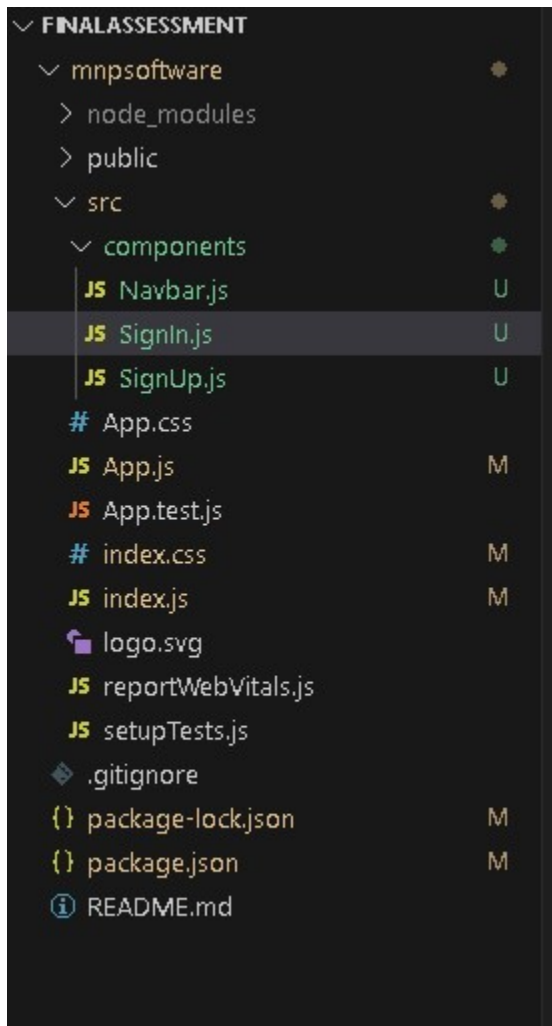 FINALASSESSMENT
mnpsoftware
node_modules
public
src
components
JS Navbar.js U
JS SignIn.js U
JS SignUp.js U
# App.css
JS App.js M
JS App.test.js
# index.css M
JS index.js M
logo.svg
JS reportWebVitals.js
JS setupTests.js
.gitignore
{} package-lock.json M
{} package.json M
README.md